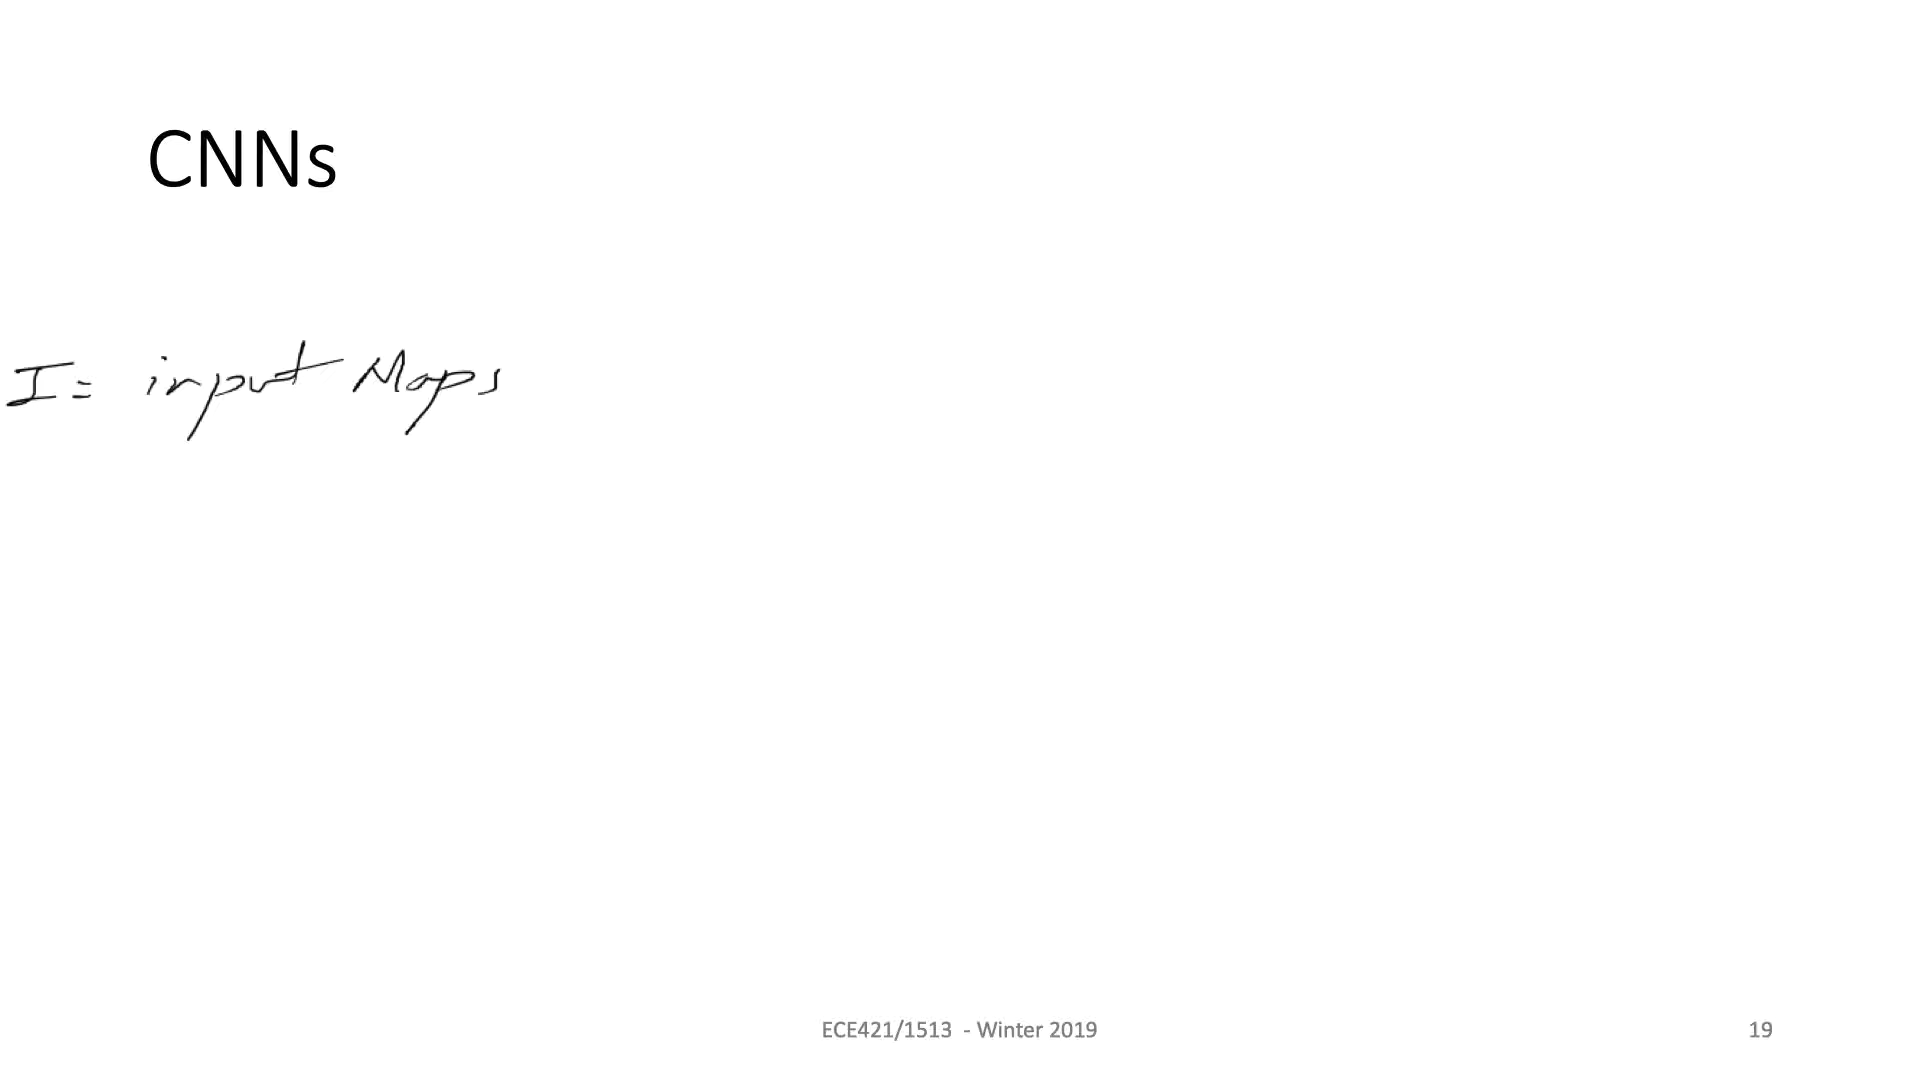 CNNs
I = input Maps
ECE421/1513 - Winter 2019
19